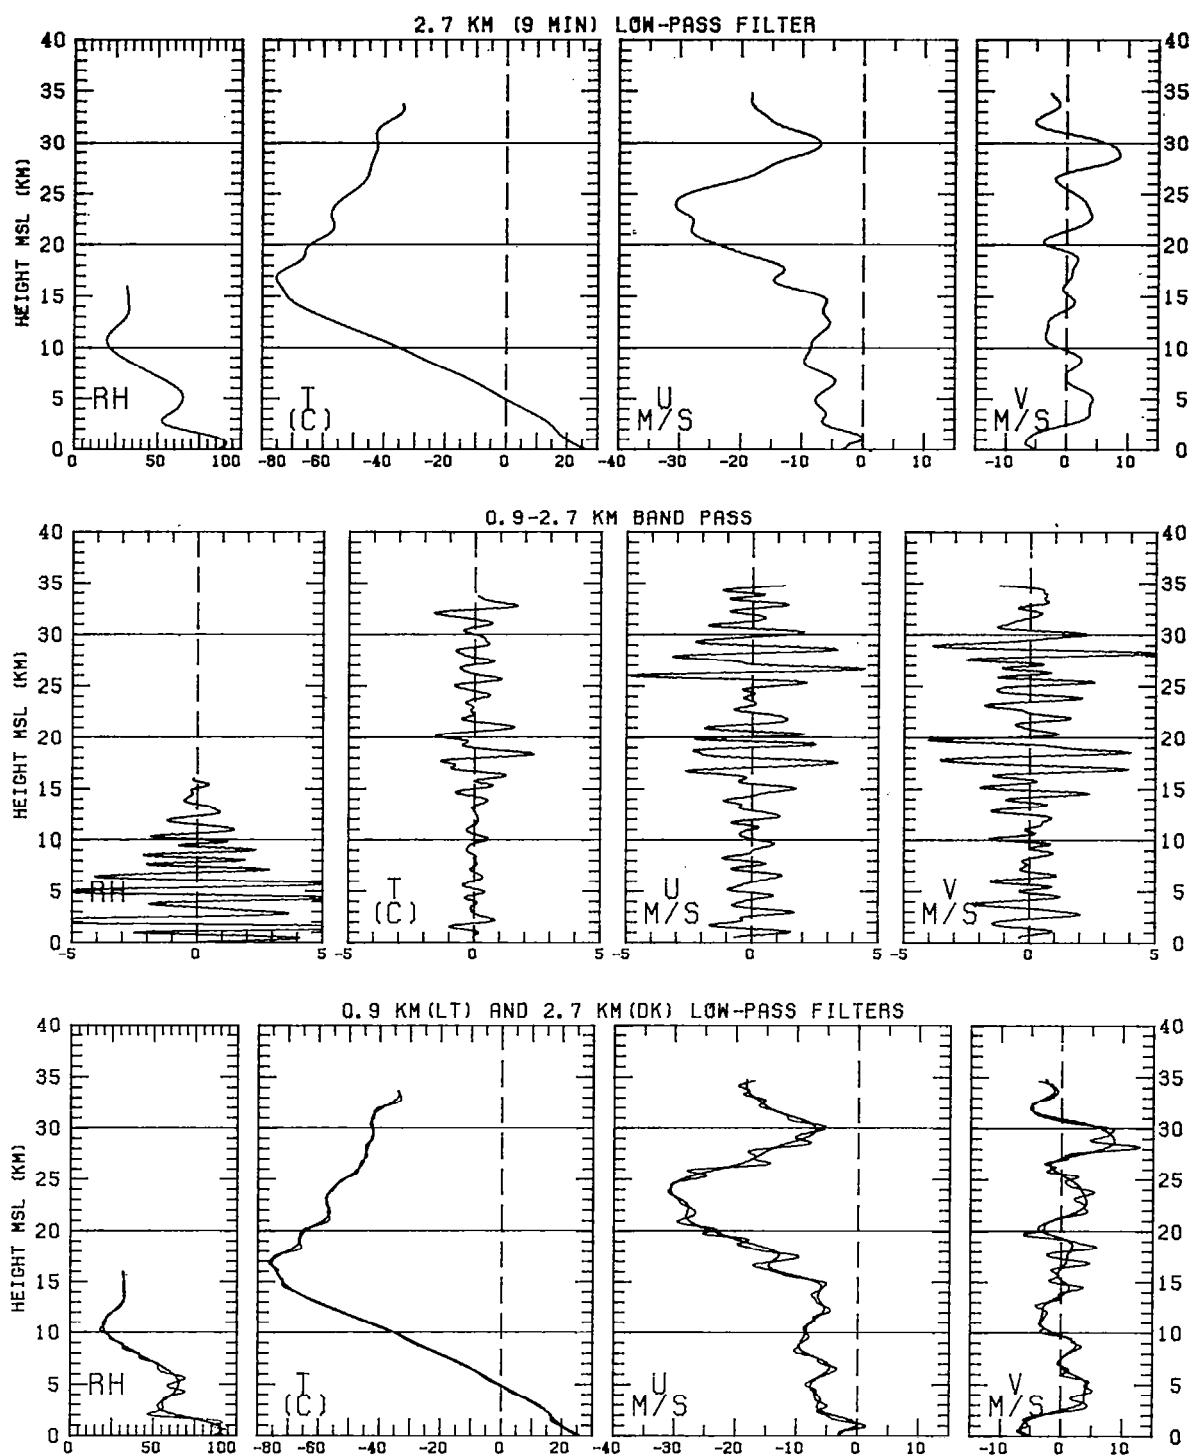 2.7 KM (9 MIN) LOW-PASS FILTER
40 40
35 35
30 30
25 25
20 20
15 15
10 10
5 5
0 0
HEIGHT MSL (KM)
RH T (C) U M/S V M/S
0 50 100 -80 -60 -40 -20 0 20 -40 -30 -20 -10 0 10 -10 0 10
0.9-2.7 KM BAND PASS
40 40
35 35
30 30
25 25
20 20
15 15
10 10
5 5
0 0
HEIGHT MSL (KM)
RH T (C) U M/S V M/S
-5 0 5 -5 0 5 -5 0 5 -5 0 5
0.9 KM(LT) AND 2.7 KM(DK) LOW-PASS FILTERS
40 40
35 35
30 30
25 25
20 20
15 15
10 10
5 5
0 0
HEIGHT MSL (KM)
RH T (C) U M/S V M/S
0 50 100 -80 -60 -40 -20 0 20 -40 -30 -20 -10 0 10 -10 0 10